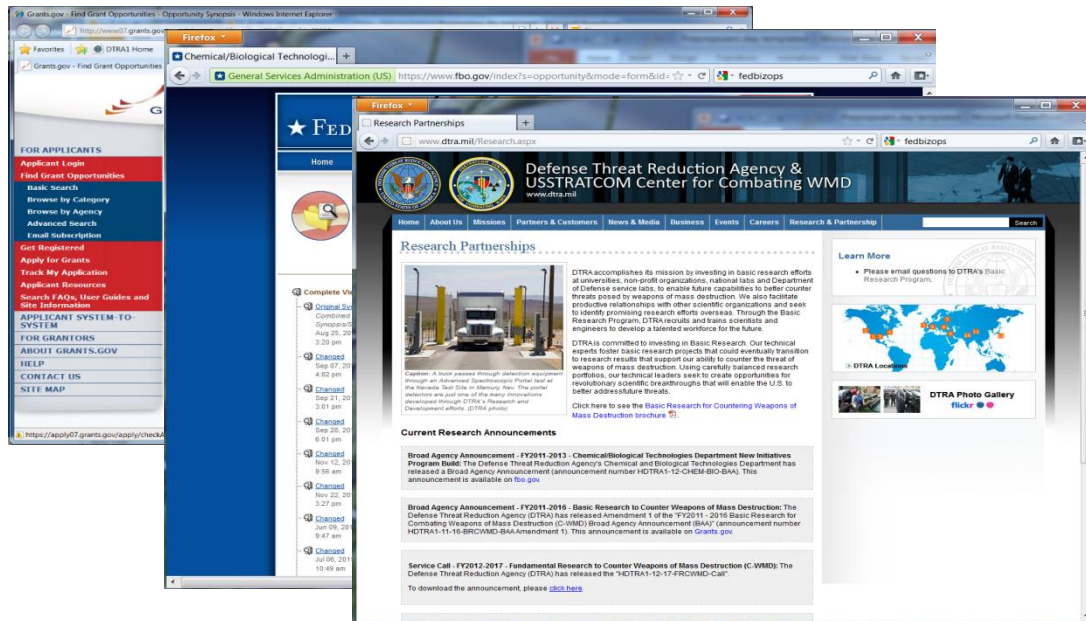 Grants.gov - Find Grant Opportunities - Opportunity Synopsis - Windows Internet Explorer
http://www07.grants.gov
Favorites
DTRA1 Home
Grants.gov - Find Grant Opportunities
G
FOR APPLICANTS
Applicant Login
Find Grant Opportunities
Basic Search
Browse by Category
Browse by Agency
Advanced Search
Email Subscription
Get Registered
Apply for Grants
Track My Application
Applicant Resources
Search FAQs, User Guides and
Site Information
APPLICANT SYSTEM-TO-
SYSTEM
FOR GRANTORS
ABOUT GRANTS.GOV
HELP
CONTACT US
SITE MAP
https://apply07.grants.gov/apply/checkA
Firefox
Chemical/Biological Technologi...
General Services Administration (US)
https://www.fbo.gov/index?s=opportunity&mode=form&id=
fedbizops
FED
Home
Complete Vie
Original Sy
Combined
Synopsis/S
Aug 25, 20
3:20 pm
Changed
Sep 07, 20
4:02 pm
Changed
Sep 21, 20
3:01 pm
Changed
Sep 28, 20
6:01 pm
Changed
Nov 12, 20
9:56 am
Changed
Nov 22, 20
3:27 pm
Changed
Jun 09, 201
9:47 am
Changed
Jul 06, 201
10:49 am
Firefox
Research Partnerships
www.dtra.mil/Research.aspx
fedbizops
Defense Threat Reduction Agency &
USSTRATCOM Center for Combating WMD
www.dtra.mil
Home About Us Missions Partners & Customers News & Media Business Events Careers Research & Partnership
Search
Research Partnerships
Caption: A truck passes through detection equipment
through an Advanced Spectroscopic Portal test at
the Nevada Test Site in Mercury, Nev. The portal
detectors are just one of the many innovations
developed through DTRA's Research and
Development efforts. (DTRA photo)
DTRA accomplishes its mission by investing in basic research efforts
at universities, non-profit organizations, national labs and Department
of Defense service labs, to enable future capabilities to better counter
threats posed by weapons of mass destruction. We also facilitate
productive relationships with other scientific organizations and seek
to identify promising research efforts overseas. Through the Basic
Research Program, DTRA recruits and trains scientists and
engineers to develop a talented workforce for the future.
DTRA is committed to investing in Basic Research. Our technical
experts foster basic research projects that could eventually transition
to research results that support our ability to counter the threat of
weapons of mass destruction. Using carefully balanced research
portfolios, our technical leaders seek to create opportunities for
revolutionary scientific breakthroughs that will enable the U.S. to
better addressfuture threats.
Click here to see the Basic Research for Countering Weapons of
Mass Destruction brochure
Current Research Announcements
Broad Agency Announcement - FY2011-2013 - Chemical/Biological Technologies Department New Initiatives
Program Build: The Defense Threat Reduction Agency's Chemical and Biological Technologies Department has
released a Broad Agency Announcement (announcement number HDTRA1-12-CHEM-BIO-BAA). This
announcement is available on fbo.gov.
Broad Agency Announcement - FY2011-2016 - Basic Research to Counter Weapons of Mass Destruction: The
Defense Threat Reduction Agency (DTRA) has released Amendment 1 of the "FY2011 - 2016 Basic Research for
Combating Weapons of Mass Destruction (C-WMD) Broad Agency Announcement (BAA)" (announcement number
HDTRA1-11-16-BRCWMD-BAA Amendment 1). This announcement is available on Grants.gov.
Service Call - FY2012-2017 - Fundamental Research to Counter Weapons of Mass Destruction (C-WMD): The
Defense Threat Reduction Agency (DTRA) has released the "HDTRA1-12-17-FRCWMD-Call".
To download the announcement, please click here.
Learn More
Please email questions to DTRA's Basic
Research Program.
DTRA Locations
DTRA Photo Gallery
flickr